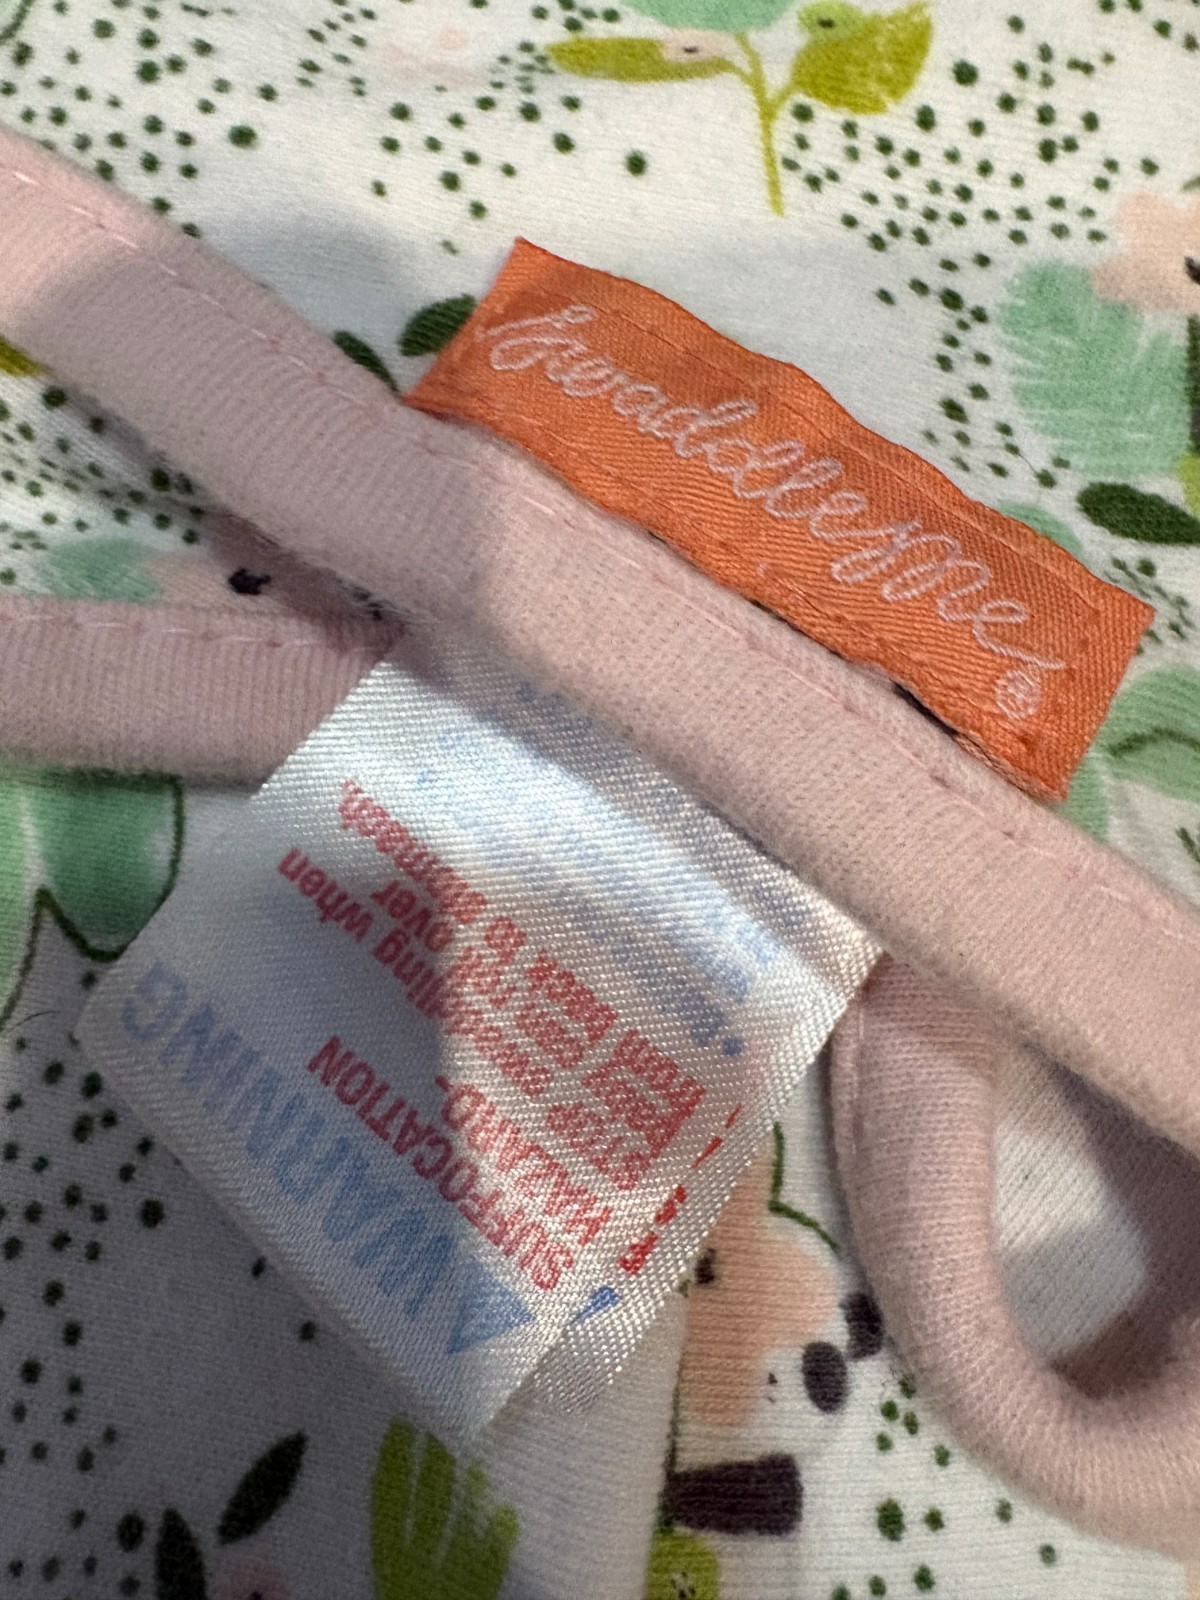 SwaddleMe®
WARNING
SUFFOCATION
HAZARD-
STOP swaddling when
baby can roll over
from back to stomach.